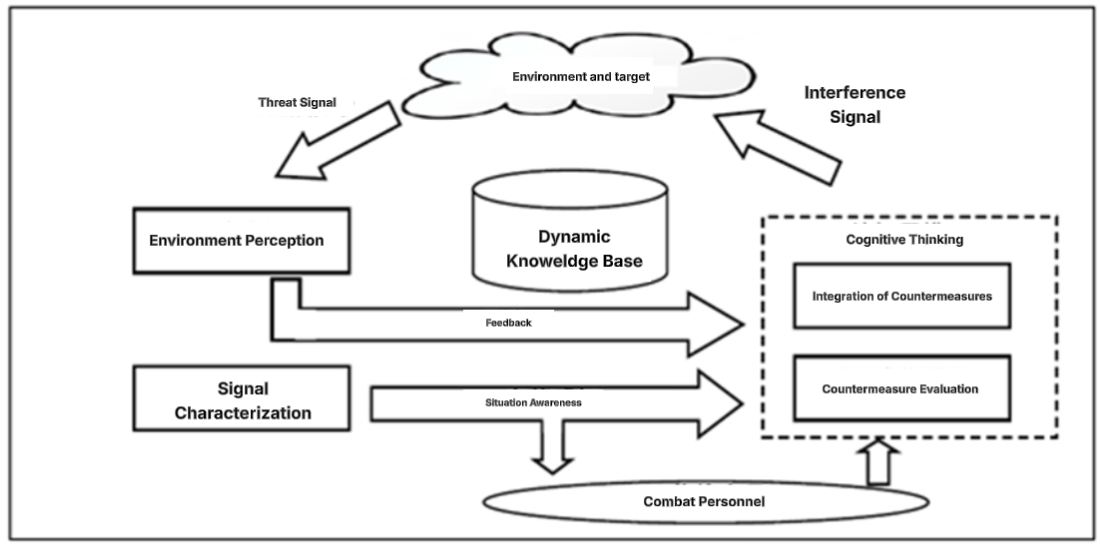 Environment and target
Threat Signal
Interference
Signal
Environment Perception
Dynamic
Knoweldge Base
Cognitive Thinking
Integration of Countermeasures
Feedback
Signal
Characterization
Situation Awareness
Countermeasure Evaluation
Combat Personnel